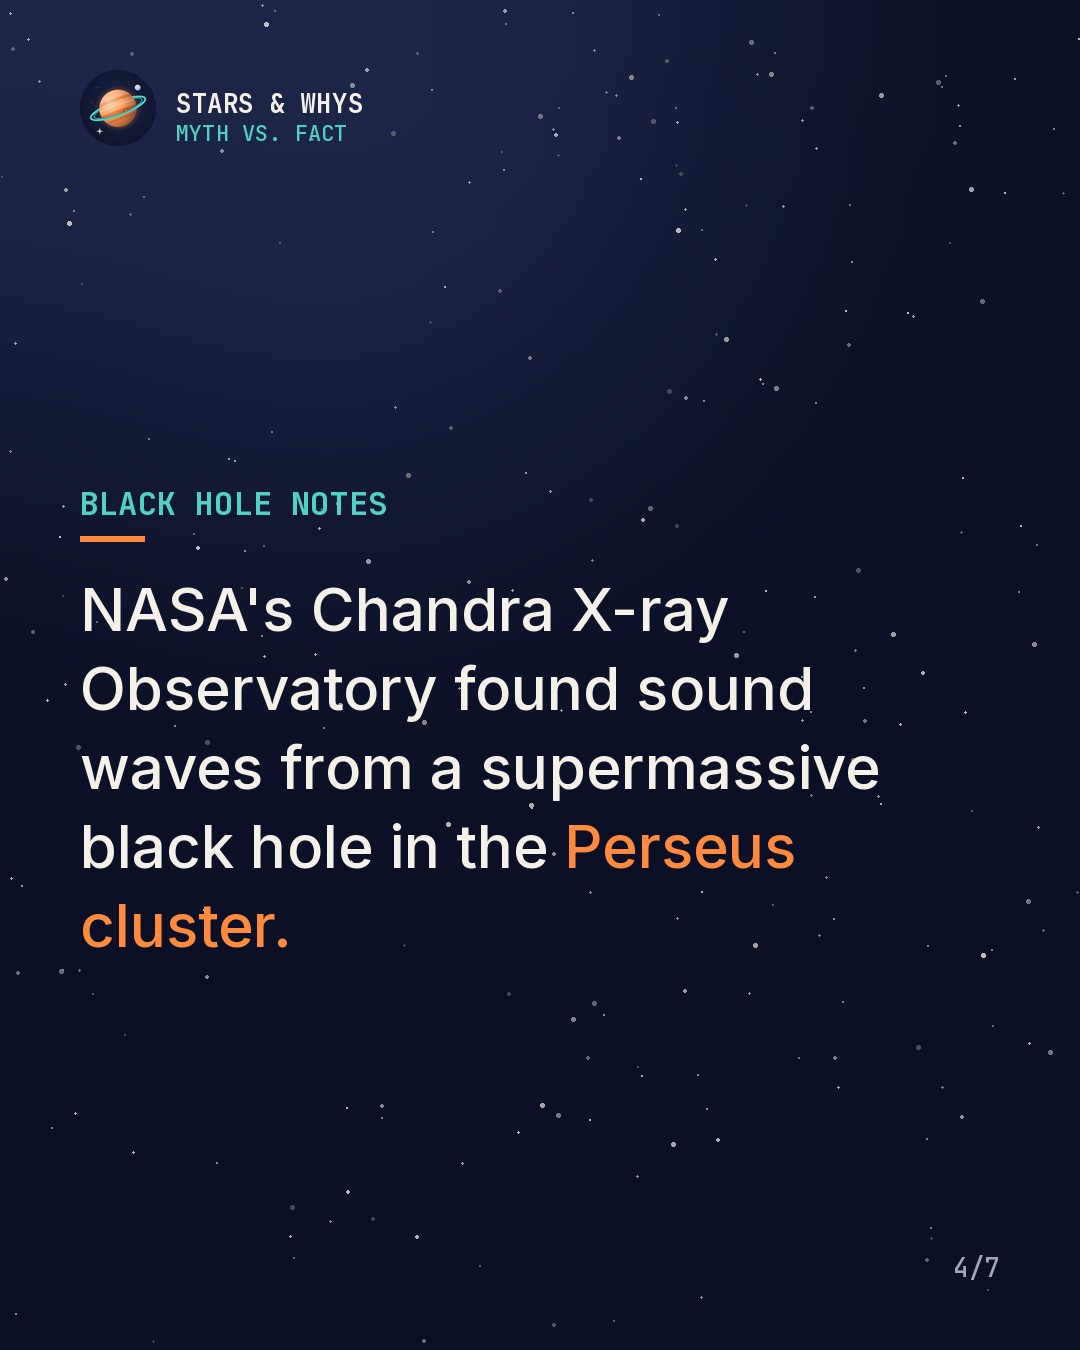 STARS & WHYS
MYTH VS. FACT
BLACK HOLE NOTES
NASA's Chandra X-ray
Observatory found sound
waves from a supermassive
black hole in the Perseus
cluster.
4/7